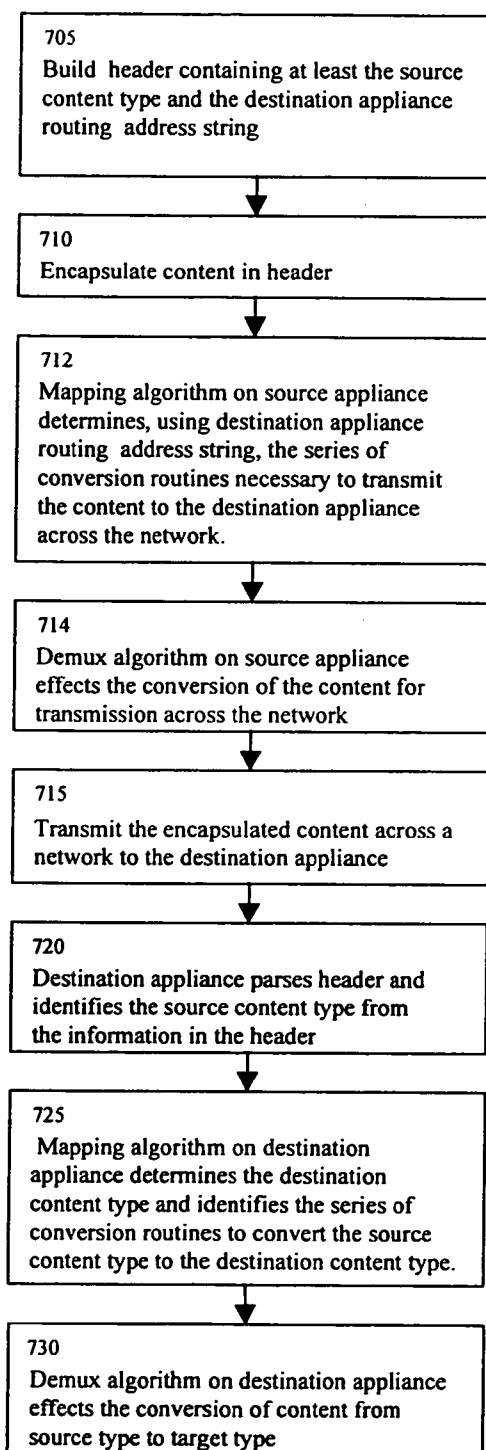 705
Build header containing at least the source
content type and the destination appliance
routing address string
710
Encapsulate content in header
712
Mapping algorithm on source appliance
determines, using destination appliance
routing address string, the series of
conversion routines necessary to transmit
the content to the destination appliance
across the network.
714
Demux algorithm on source appliance
effects the conversion of the content for
transmission across the network
715
Transmit the encapsulated content across a
network to the destination appliance
720
Destination appliance parses header and
identifies the source content type from
the information in the header
725
Mapping algorithm on destination
appliance determines the destination
content type and identifies the series of
conversion routines to convert the source
content type to the destination content type.
730
Demux algorithm on destination appliance
effects the conversion of content from
source type to target type